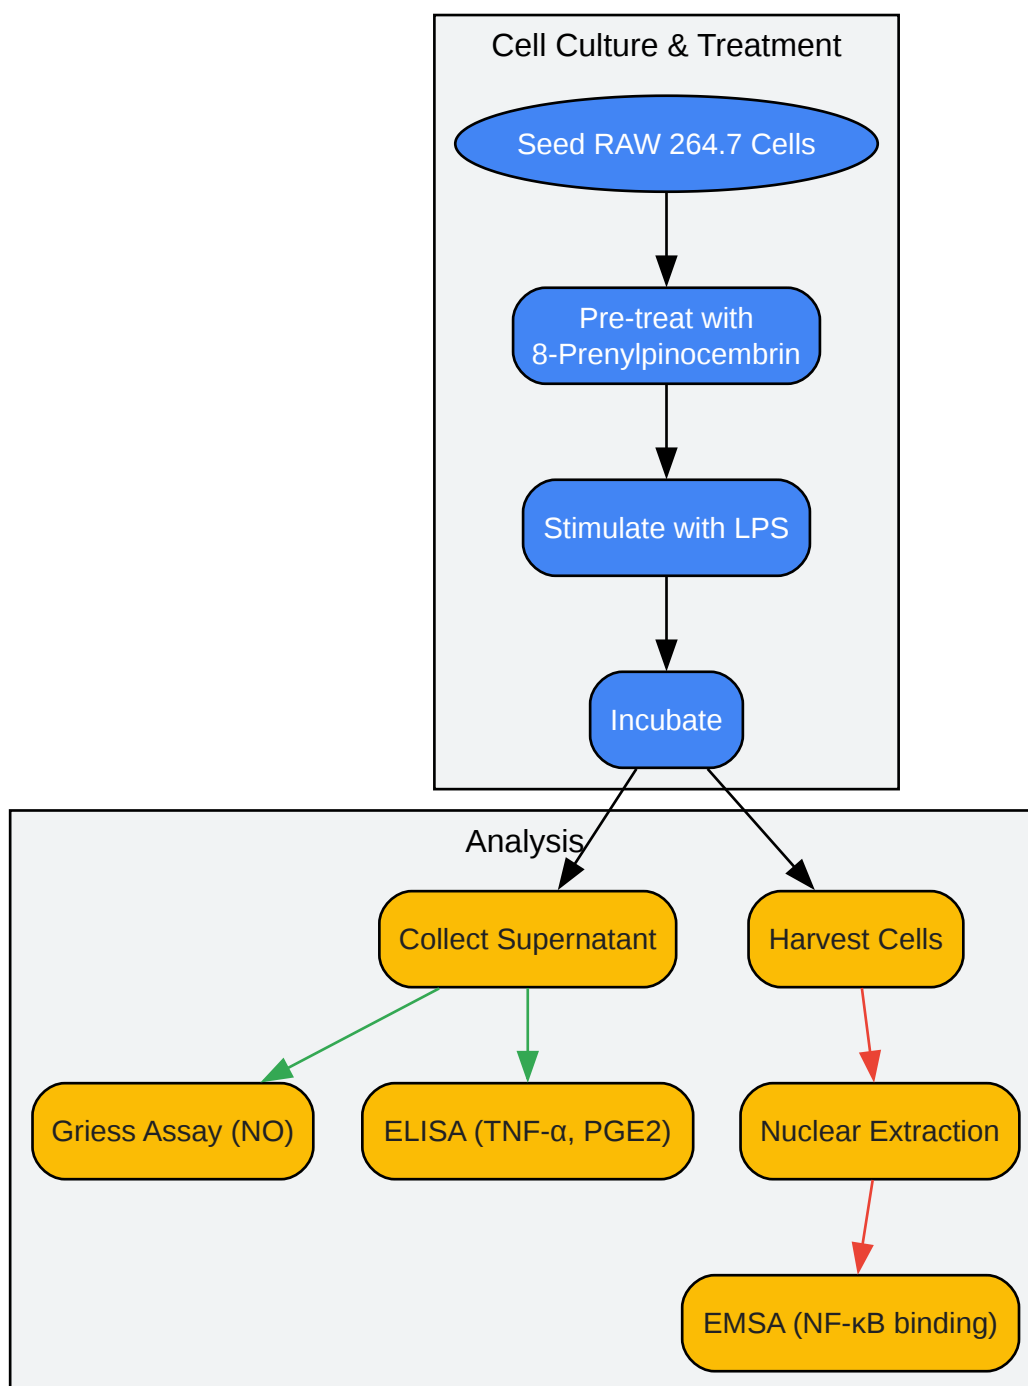 Cell Culture & Treatment
Seed RAW 264.7 Cells
Pre-treat with
8-Prenylpinocembrin
Stimulate with LPS
Incubate
Analysis
Collect Supernatant
Harvest Cells
Griess Assay (NO)
ELISA (TNF-α, PGE2)
Nuclear Extraction
EMSA (NF-κB binding)